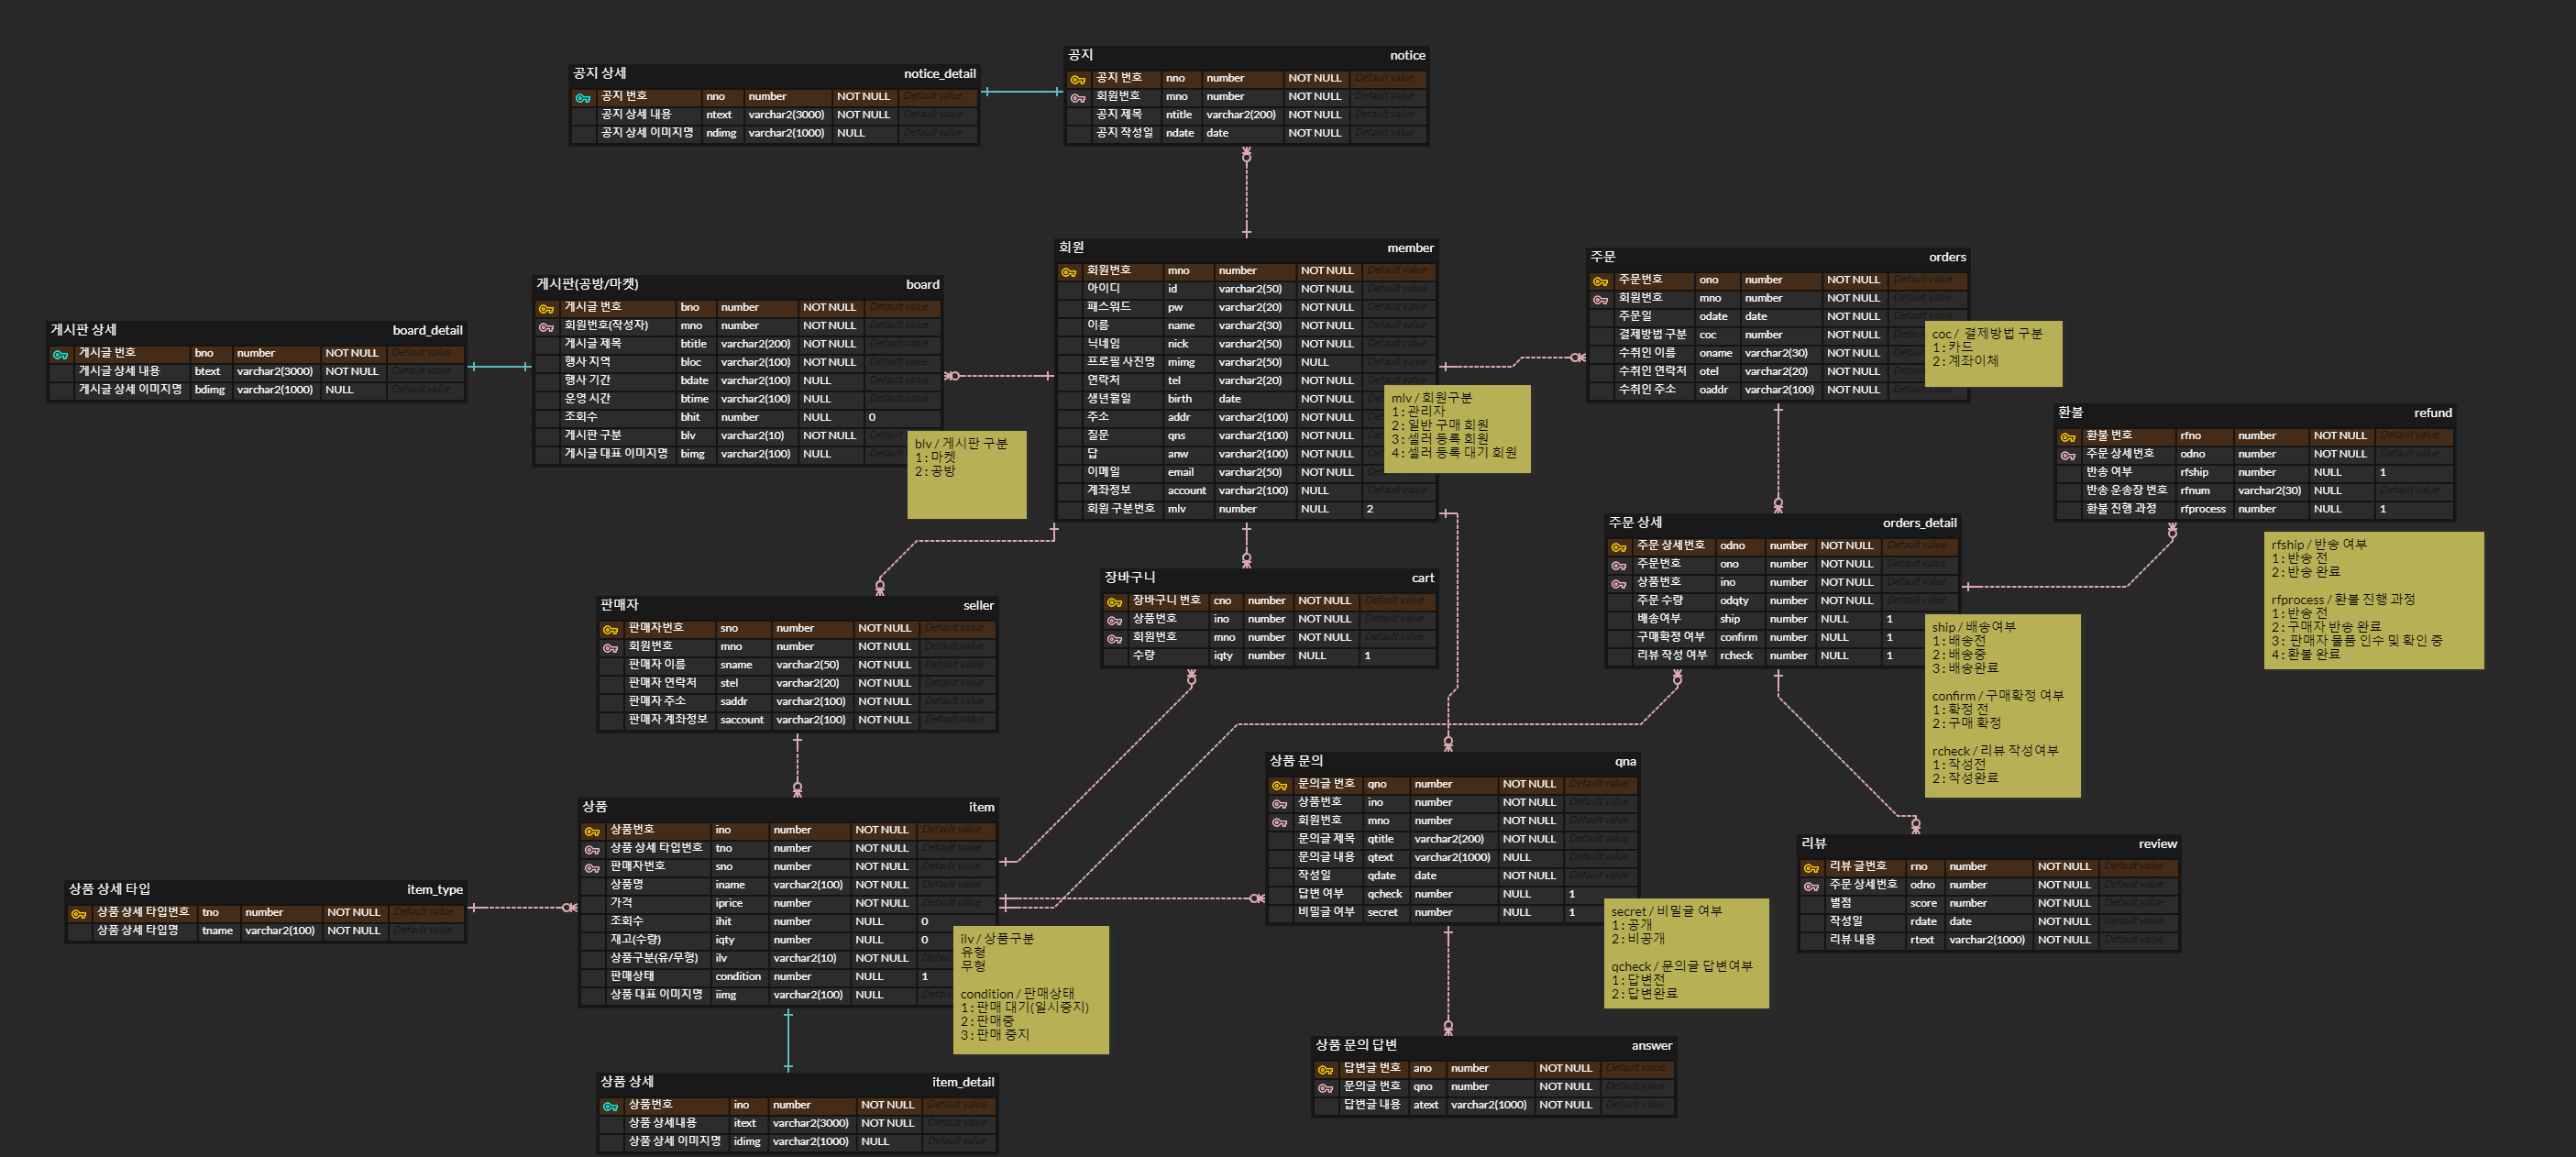 공지 상세 notice_detail
공지 번호 nno number NOT NULL Default value
공지 상세 내용 ntext varchar2(3000) NOT NULL Default value
공지 상세 이미지명 ndimg varchar2(1000) NULL Default value
공지 notice
공지 번호 nno number NOT NULL Default value
회원번호 mno number NOT NULL Default value
공지 제목 ntitle varchar2(200) NOT NULL Default value
공지 작성일 ndate date NOT NULL Default value
게시판 상세 board_detail
게시글 번호 bno number NOT NULL Default value
게시글 상세 내용 btext varchar2(3000) NOT NULL Default value
게시글 상세 이미지명 bdimg varchar2(1000) NULL Default value
게시판(공방/마켓) board
게시글 번호 bno number NOT NULL Default value
회원번호(작성자) mno number NOT NULL Default value
게시글 제목 btitle varchar2(200) NOT NULL Default value
행사 지역 bloc varchar2(100) NOT NULL Default value
행사 기간 bdate varchar2(100) NULL Default value
운영 시간 btime varchar2(100) NULL Default value
조회수 bhit number NULL 0
게시판 구분 blv varchar2(10) NOT NULL
게시글 대표 이미지명 bimg varchar2(100) NULL
blv / 게시판 구분
1 : 마켓
2 : 공방
회원 member
회원번호 mno number NOT NULL Default value
아이디 id varchar2(50) NOT NULL Default value
패스워드 pw varchar2(20) NOT NULL Default value
이름 name varchar2(30) NOT NULL Default value
닉네임 nick varchar2(50) NOT NULL Default value
프로필 사진명 mimg varchar2(50) NULL Default value
연락처 tel varchar2(20) NOT NULL Default value
생년월일 birth date NOT NULL
주소 addr varchar2(100) NOT NULL
질문 qns varchar2(100) NOT NULL
답 anw varchar2(100) NOT NULL
이메일 email varchar2(50) NOT NULL
계좌정보 account varchar2(100) NULL Default value
회원 구분번호 mlv number NULL 2
mlv / 회원구분
1 : 관리자
2 : 일반 구매 회원
3 : 셀러 등록 회원
4 : 셀러 등록 대기 회원
주문 orders
주문번호 ono number NOT NULL Default value
회원번호 mno number NOT NULL Default value
주문일 odate date NOT NULL Default value
결제방법 구분 coc number NOT NULL
수취인 이름 oname varchar2(30) NOT NULL
수취인 연락처 otel varchar2(20) NOT NULL
수취인 주소 oaddr varchar2(100) NOT NULL Default value
coc / 결제방법 구분
1 : 카드
2 : 계좌이체
환불 refund
환불 번호 rfno number NOT NULL Default value
주문 상세번호 odno number NOT NULL Default value
반송 여부 rfship number NULL 1
반송 운송장 번호 rfnum varchar2(30) NULL Default value
환불 진행 과정 rfprocess number NULL 1
rfship / 반송 여부
1 : 반송 전
2 : 반송 완료
rfprocess / 환불 진행 과정
1 : 반송 전
2 : 구매자 반송 완료
3 : 판매자 물품 인수 및 확인 중
4 : 환불 완료
주문 상세 orders_detail
주문 상세번호 odno number NOT NULL Default value
주문번호 ono number NOT NULL Default value
상품번호 ino number NOT NULL Default value
주문 수량 odqty number NOT NULL Default value
배송여부 ship number NULL 1
구매확정 여부 confirm number NULL 1
리뷰 작성 여부 rcheck number NULL 1
ship / 배송여부
1 : 배송전
2 : 배송중
3 : 배송완료
confirm / 구매확정 여부
1 : 확정 전
2 : 구매 확정
rcheck / 리뷰 작성여부
1 : 작성전
2 : 작성완료
판매자 seller
판매자번호 sno number NOT NULL Default value
회원번호 mno number NOT NULL Default value
판매자 이름 sname varchar2(50) NOT NULL Default value
판매자 연락처 stel varchar2(20) NOT NULL Default value
판매자 주소 saddr varchar2(100) NOT NULL Default value
판매자 계좌정보 saccount varchar2(100) NOT NULL Default value
장바구니 cart
장바구니 번호 cno number NOT NULL Default value
상품번호 ino number NOT NULL Default value
회원번호 mno number NOT NULL Default value
수량 iqty number NULL 1
상품 문의 qna
문의글 번호 qno number NOT NULL Default value
상품번호 ino number NOT NULL Default value
회원번호 mno number NOT NULL Default value
문의글 제목 qtitle varchar2(200) NOT NULL Default value
문의글 내용 qtext varchar2(1000) NULL Default value
작성일 qdate date NOT NULL Default value
답변 여부 qcheck number NULL 1
비밀글 여부 secret number NULL 1
secret / 비밀글 여부
1 : 공개
2 : 비공개
qcheck / 문의글 답변여부
1 : 답변전
2 : 답변완료
상품 item
상품번호 ino number NOT NULL Default value
상품 상세 타입번호 tno number NOT NULL Default value
판매자번호 sno number NOT NULL Default value
상품명 iname varchar2(100) NOT NULL Default value
가격 iprice number NOT NULL Default value
조회수 ihit number NULL 0
재고(수량) iqty number NULL 0
상품구분(유/무형) ilv varchar2(10) NOT NULL
판매상태 condition number NULL 1
상품 대표 이미지명 iimg varchar2(100) NULL
ilv / 상품구분
유형
무형
condition / 판매상태
1 : 판매 대기(일시중지)
2 : 판매중
3 : 판매 중지
상품 상세 타입 item_type
상품 상세 타입번호 tno number NOT NULL Default value
상품 상세 타입명 tname varchar2(100) NOT NULL Default value
리뷰 review
리뷰 글번호 rno number NOT NULL Default value
주문 상세번호 odno number NOT NULL Default value
별점 score number NOT NULL Default value
작성일 rdate date NOT NULL Default value
리뷰 내용 rtext varchar2(1000) NOT NULL Default value
상품 문의 답변 answer
답변글 번호 ano number NOT NULL Default value
문의글 번호 qno number NOT NULL Default value
답변글 내용 atext varchar2(1000) NOT NULL Default value
상품 상세 item_detail
상품번호 ino number NOT NULL Default value
상품 상세내용 itext varchar2(3000) NOT NULL Default value
상품 상세 이미지명 idimg varchar2(1000) NULL Default value